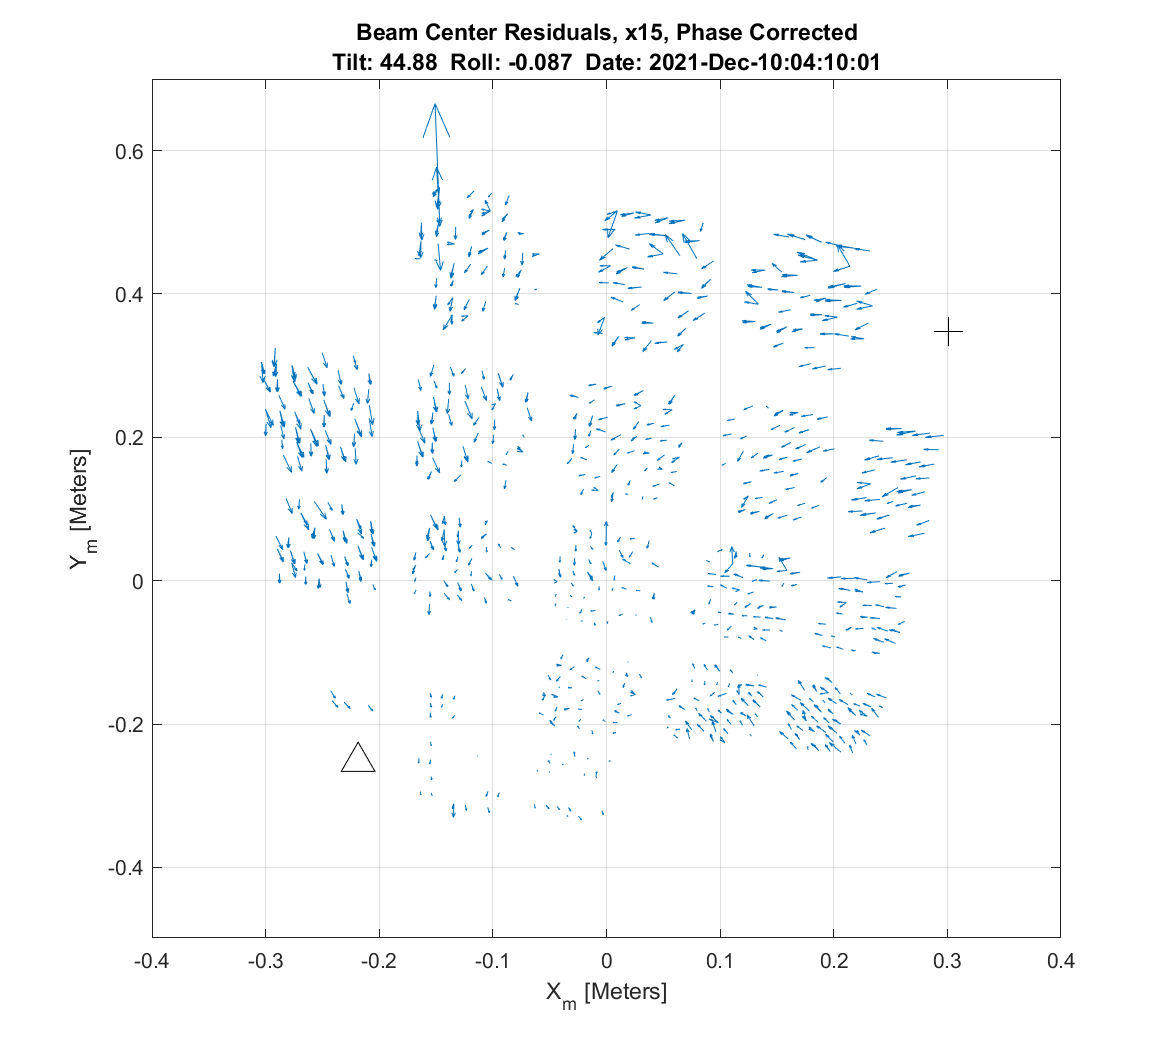 Beam Center Residuals, x15, Phase Corrected
Tilt: 44.88  Roll: -0.087  Date: 2021-Dec-10:04:10:01
0.6
0.4
0.2
0
-0.2
-0.4
Y_m [Meters]
-0.4 -0.3 -0.2 -0.1 0 0.1 0.2 0.3 0.4
X_m [Meters]